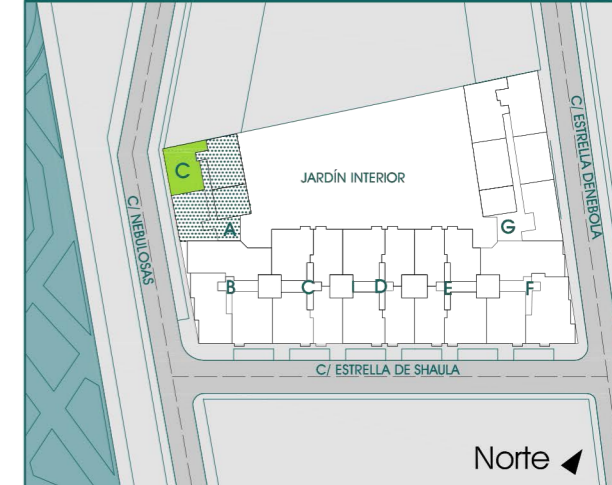 C
JARDÍN INTERIOR
C/ ESTRELLA DENEBOLA
C/ NEBULOSAS
A
G
B
C
I
D
E
F
C/ ESTRELLA DE SHAULA
Norte